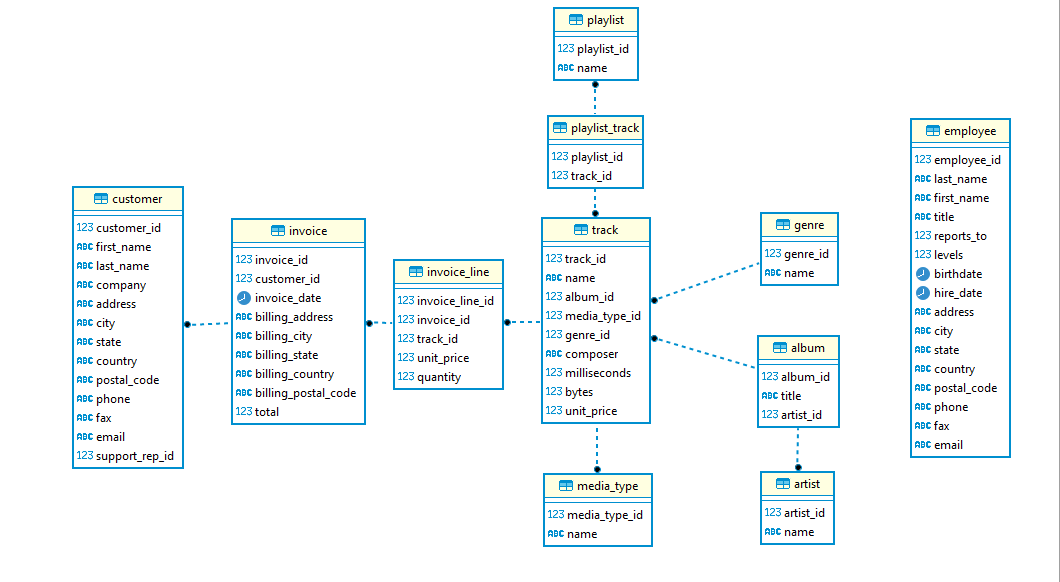 playlist
123 playlist_id
ABC name
playlist_track
123 playlist_id
123 track_id
employee
123 employee_id
ABC last_name
ABC first_name
ABC title
123 reports_to
123 levels
birthdate
hire_date
ABC address
ABC city
ABC state
ABC country
ABC postal_code
ABC phone
ABC fax
ABC email
customer
123 customer_id
ABC first_name
ABC last_name
ABC company
ABC address
ABC city
ABC state
ABC country
ABC postal_code
ABC phone
ABC fax
ABC email
123 support_rep_id
invoice
123 invoice_id
123 customer_id
invoice_date
ABC billing_address
ABC billing_city
ABC billing_state
ABC billing_country
ABC billing_postal_code
123 total
invoice_line
123 invoice_line_id
123 invoice_id
123 track_id
123 unit_price
123 quantity
track
123 track_id
ABC name
123 album_id
123 media_type_id
123 genre_id
ABC composer
123 milliseconds
123 bytes
123 unit_price
genre
123 genre_id
ABC name
album
123 album_id
ABC title
123 artist_id
media_type
123 media_type_id
ABC name
artist
123 artist_id
ABC name